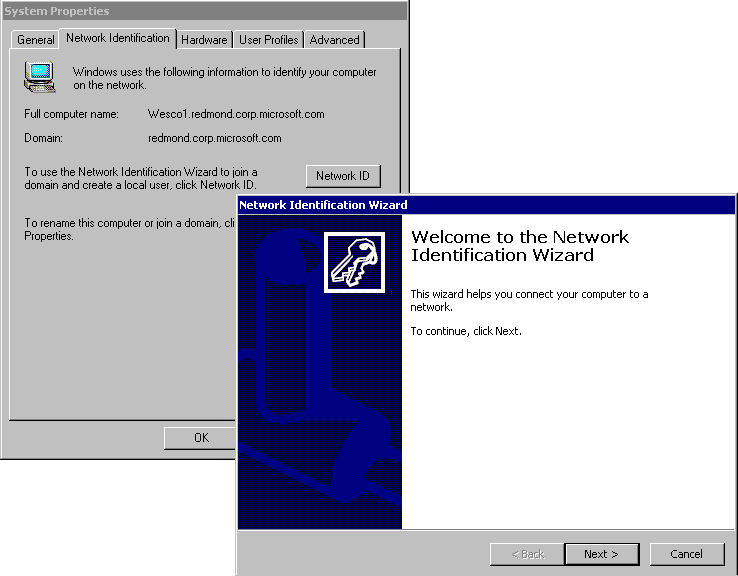 System Properties
General Network Identification Hardware User Profiles Advanced
Windows uses the following information to identify your computer
on the network.
Full computer name: Wesco1.redmond.corp.microsoft.com
Domain: redmond.corp.microsoft.com
To use the Network Identification Wizard to join a
domain and create a local user, click Network ID.
Network ID
To rename this computer or join a domain, cli
Properties.
OK
Network Identification Wizard
Welcome to the Network
Identification Wizard
This wizard helps you connect your computer to a
network.
To continue, click Next.
< Back Next > Cancel